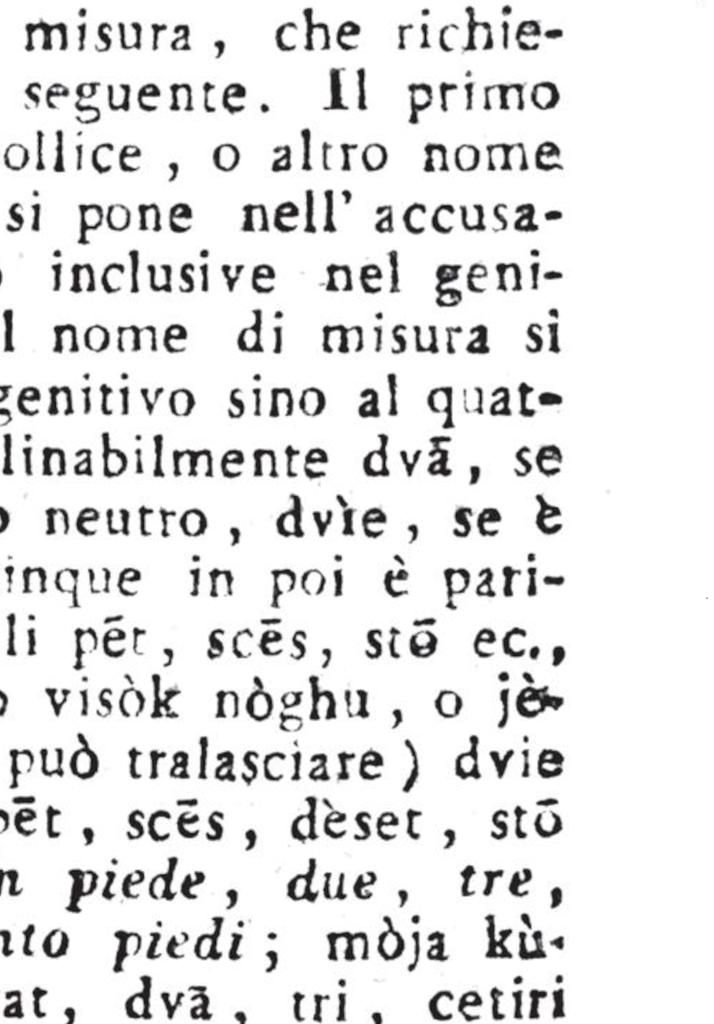 misura, che richie-
seguente. Il primo
ollice, o altro nome
si pone nell' accusa-
o inclusive nel geni-
l nome di misura si
genitivo sino al quat-
linabilmente dvā, se
o neutro, dvìe, se è
inque in poi è pari-
li pēt, scēs, stō ec.,
o visòk nòghu, o jè-
può tralasciare) dvie
pēt, scēs, dèset, stō
n piede, due, tre,
nto piedi; mòja kù-
at, dvā, tri, cetiri